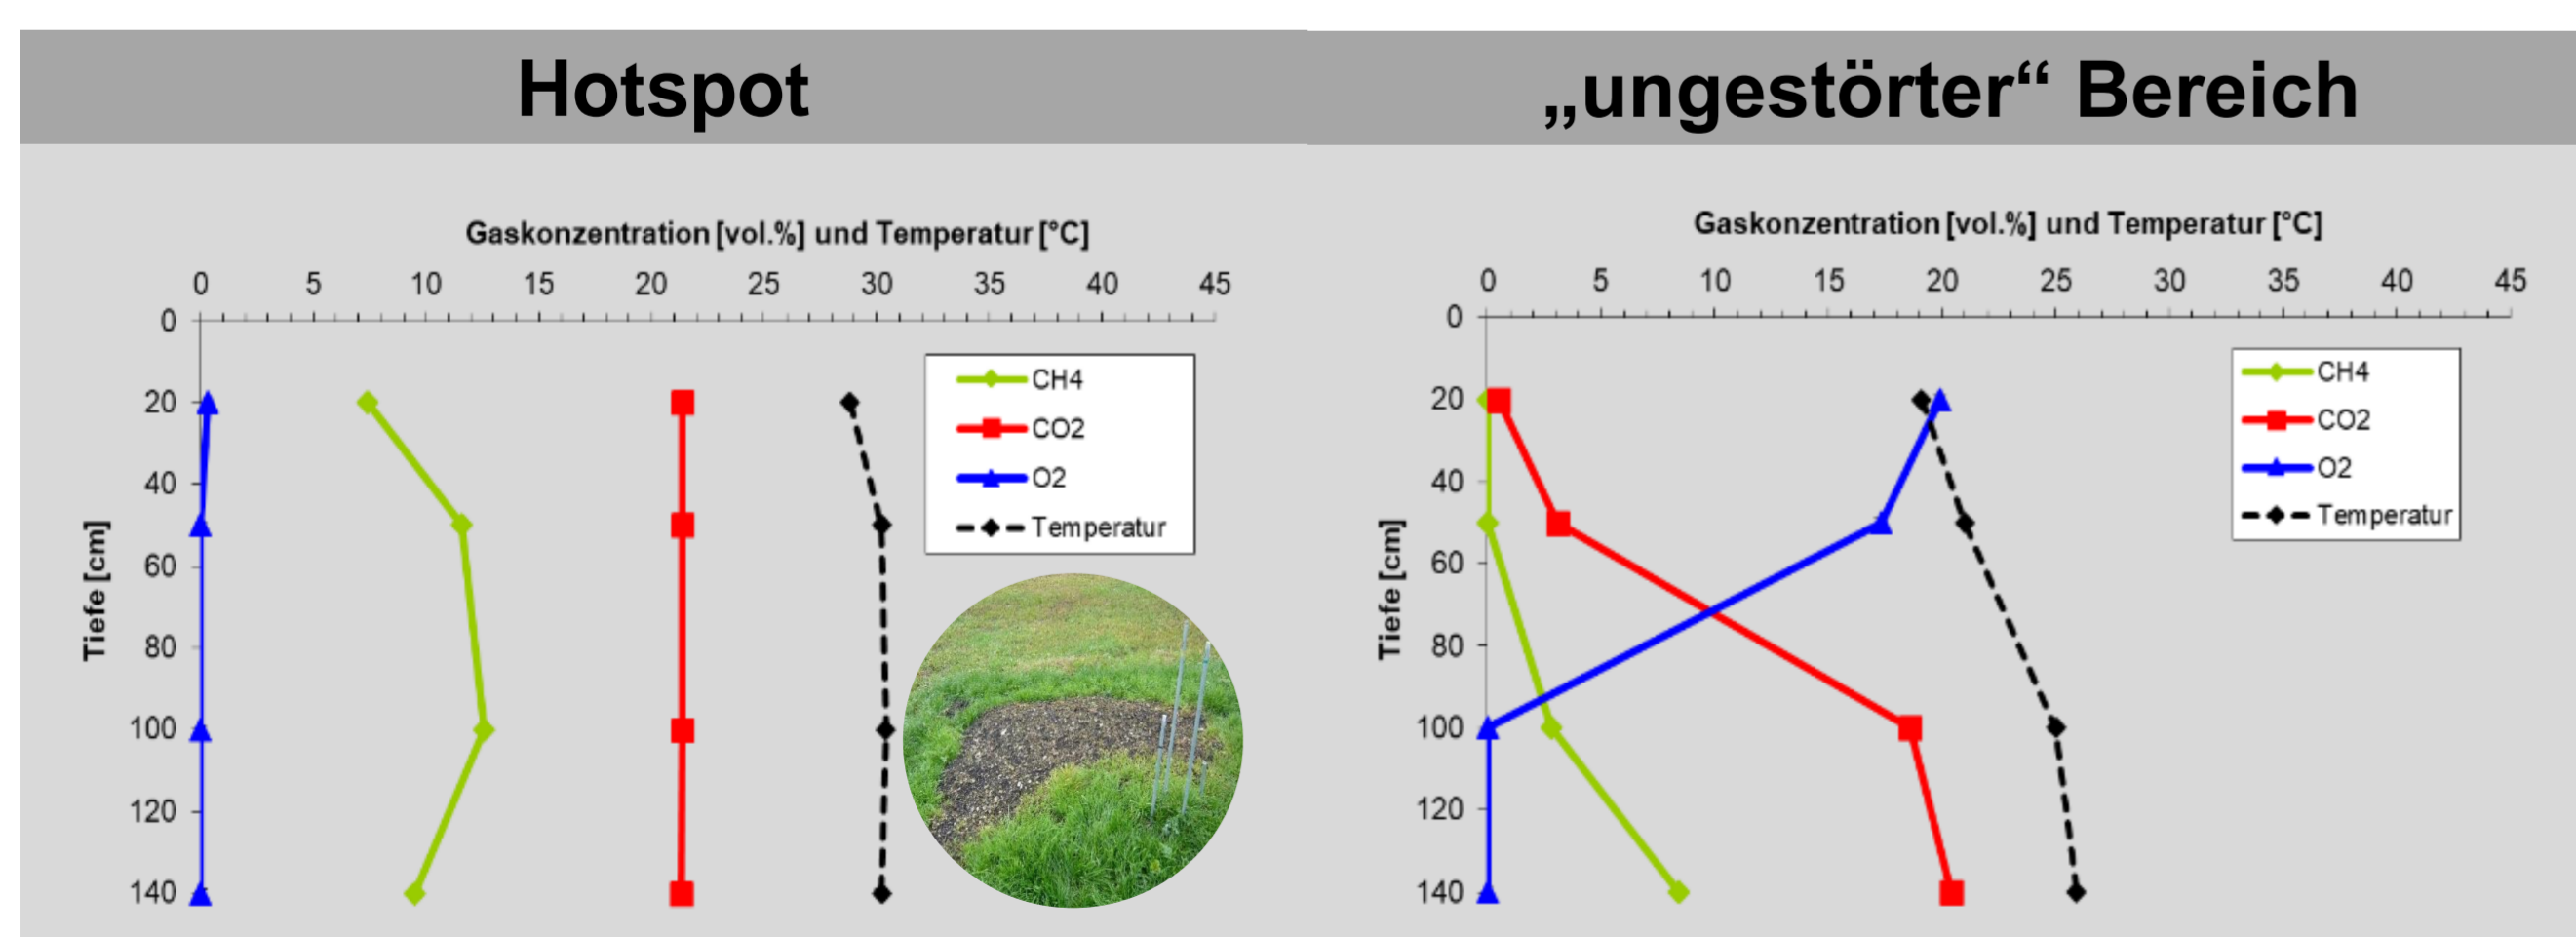 Hotspot
„ungestörter“ Bereich
Gaskonzentration [vol.%] und Temperatur [°C]
0 5 10 15 20 25 30 35 40 45
0
20
40
60
80
100
120
140
Tiefe [cm]
CH4
CO2
O2
Temperatur
Gaskonzentration [vol.%] und Temperatur [°C]
0 5 10 15 20 25 30 35 40 45
0
20
40
60
80
100
120
140
Tiefe [cm]
CH4
CO2
O2
Temperatur